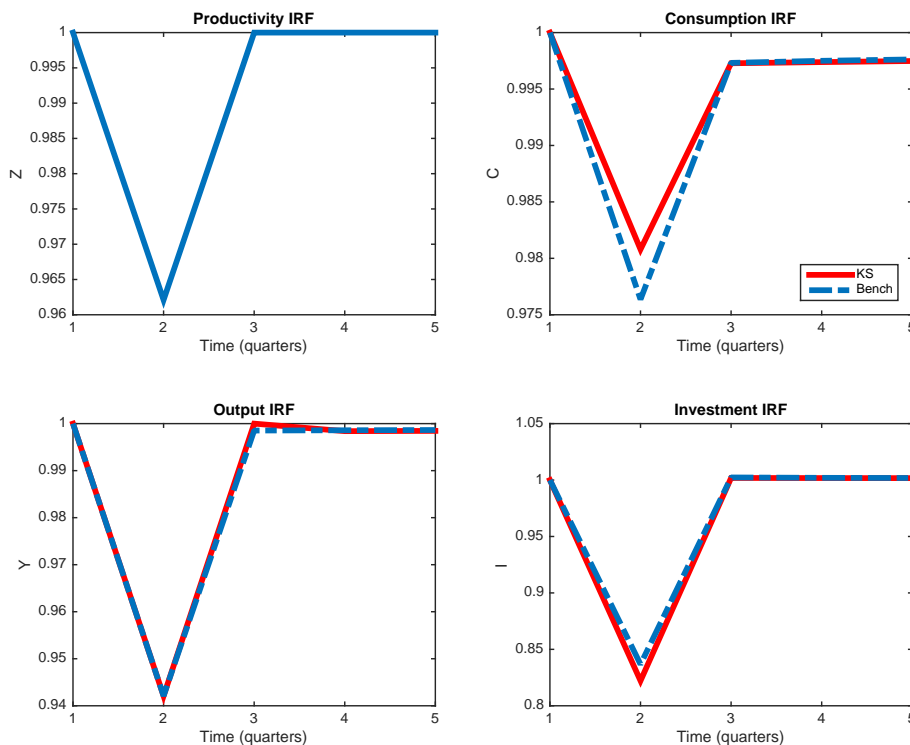 Productivity IRF
1
0.995
0.99
0.985
0.98
0.975
0.97
0.965
0.96
Z
1 2 3 4 5
Time (quarters)
Consumption IRF
1
0.995
0.99
0.985
0.98
0.975
C
KS
Bench
1 2 3 4 5
Time (quarters)
Output IRF
1
0.99
0.98
0.97
0.96
0.95
0.94
Y
1 2 3 4 5
Time (quarters)
Investment IRF
1.05
1
0.95
0.9
0.85
0.8
I
1 2 3 4 5
Time (quarters)